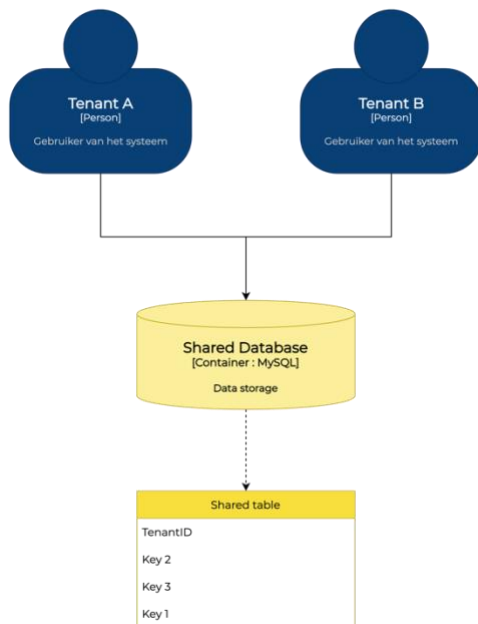 Tenant A
[Person]
Gebruiker van het systeem
Tenant B
[Person]
Gebruiker van het systeem
Shared Database
[Container : MySQL]
Data storage
Shared table
TenantID
Key 2
Key 3
Key 1